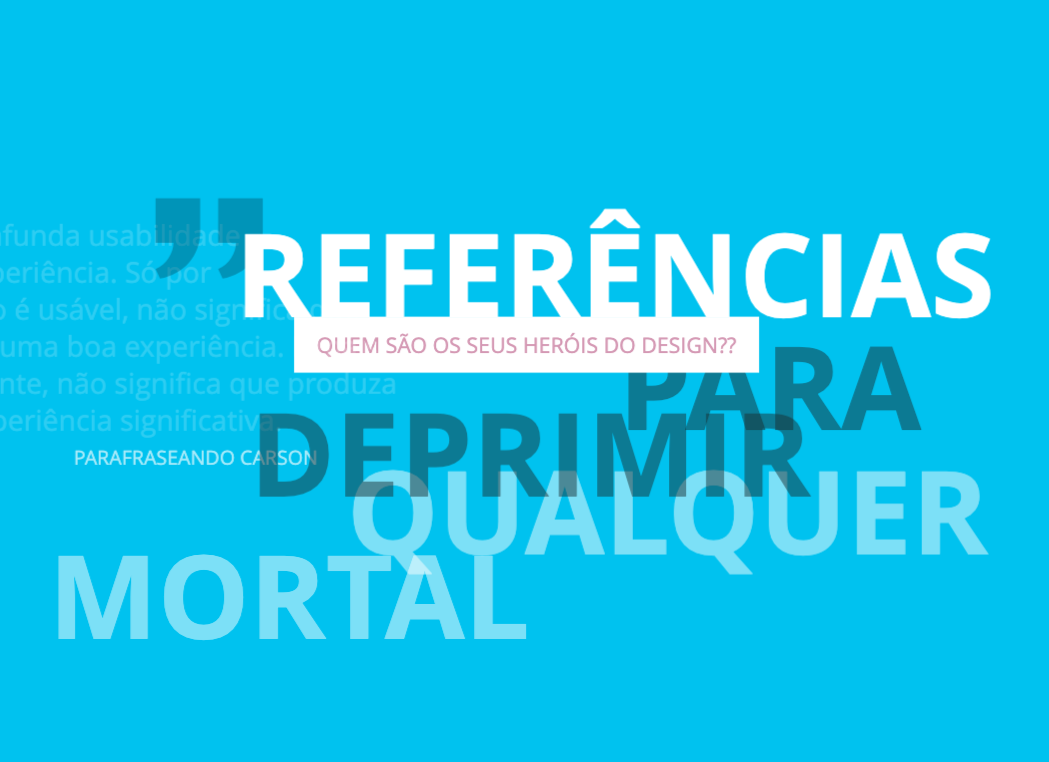 ”
REFERÊNCIAS
QUEM SÃO OS SEUS HERÓIS DO DESIGN??
PARA
DEPRIMIR
QUALQUER
MORTAL
usabilidade
periência. Só por
o é usável, não
uma boa experiência.
nte, não significa que produza
periência significativa
PARAFRASEANDO CARSON